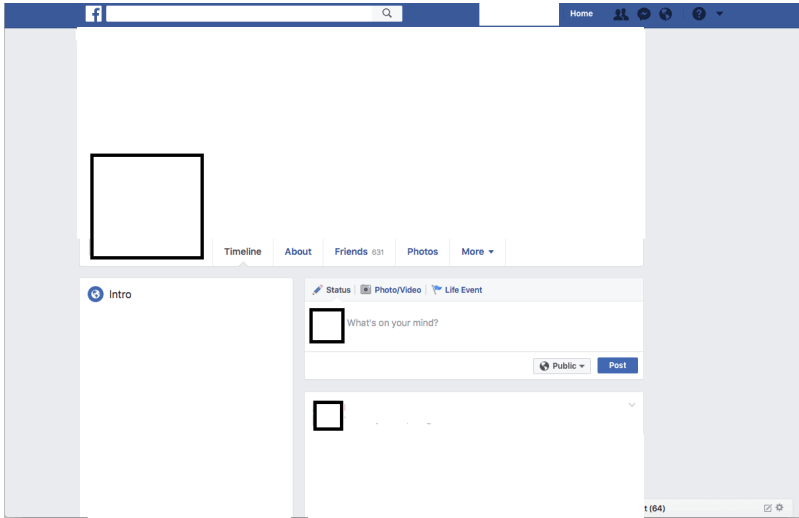 f
Home
Timeline About Friends 631 Photos More
Intro
Status Photo/Video Life Event
What's on your mind?
Public Post
t (64)